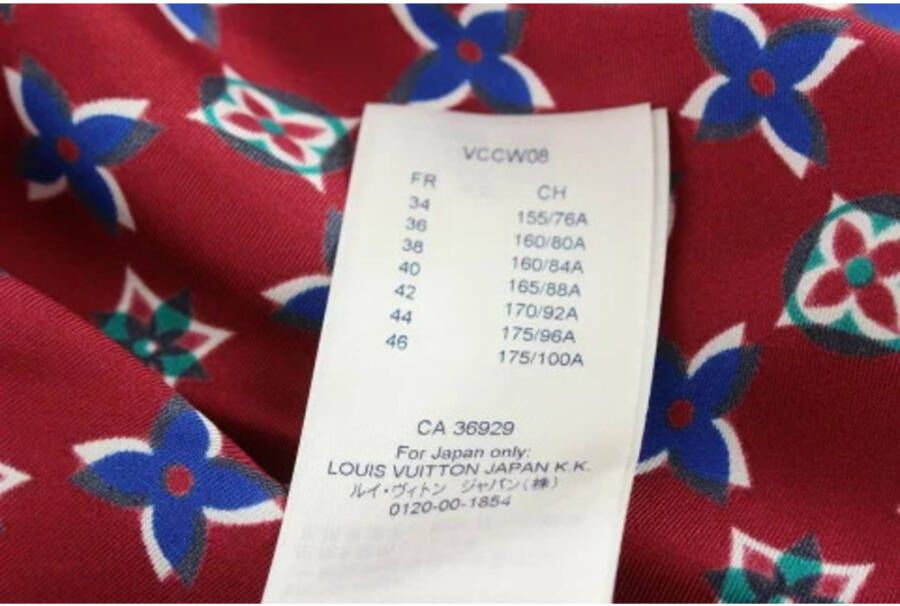 VCCW08
FR CH
34 155/76A
36 160/80A
38 160/84A
40 165/88A
42 170/92A
44 175/96A
46 175/100A
CA 36929
For Japan only:
LOUIS VUITTON JAPAN K.K.
ルイ・ヴィトン ジャパン(株)
0120-00-1854